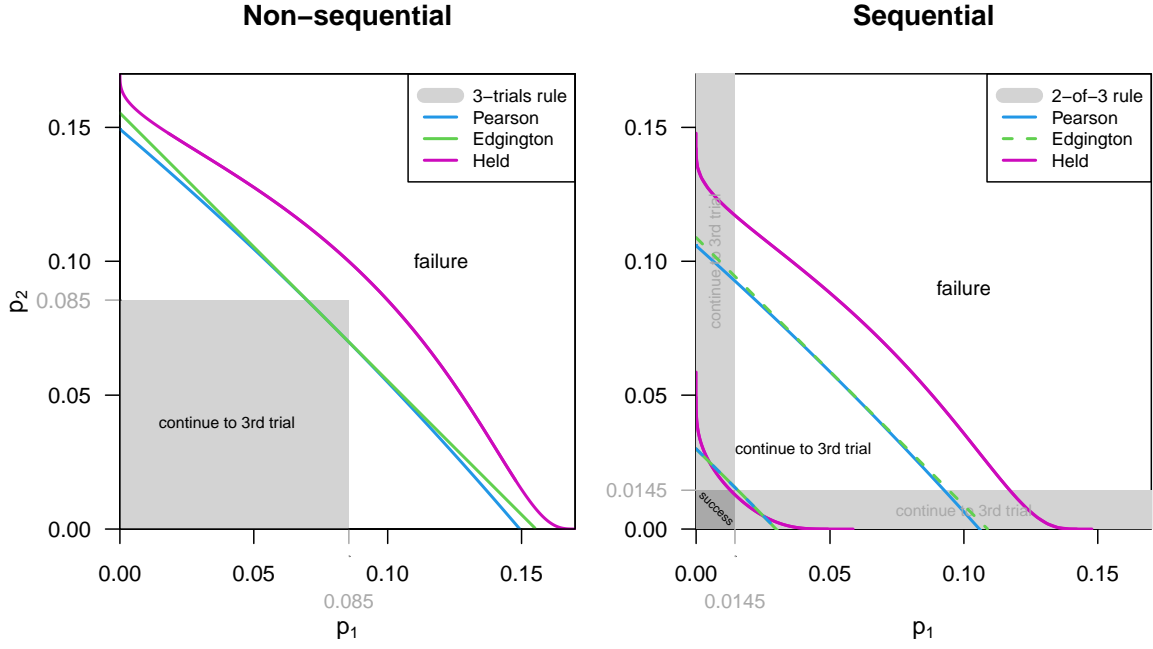 Non−sequential
3−trials rule
Pearson
Edgington
Held
0.15
0.10
0.085
0.05
0.00
p2
failure
continue to 3rd trial
0.00
0.05
0.10
0.15
0.085
p1
Sequential
2−of−3 rule
Pearson
Edgington
Held
0.15
0.10
0.05
0.0145
0.00
continue to 3rd trial
failure
continue to 3rd trial
continue to 3rd trial
success
0.00
0.05
0.10
0.15
0.0145
p1